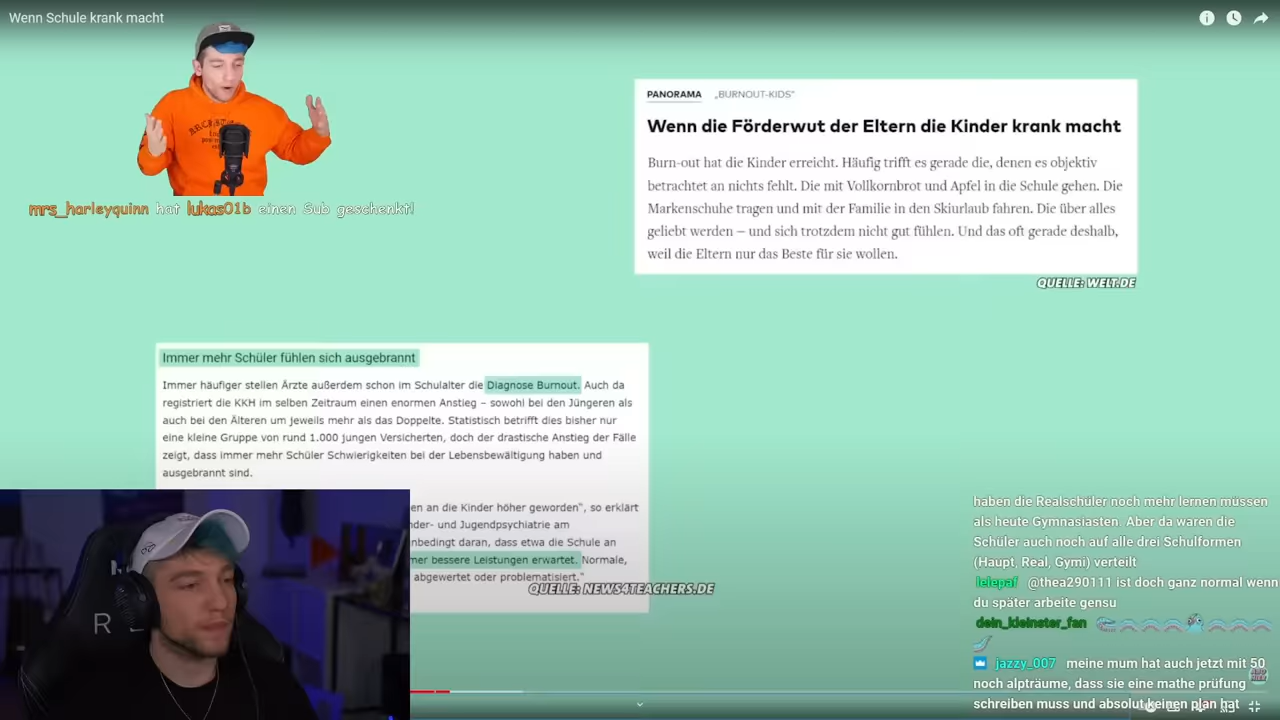 Wenn Schule krank macht
PANORAMA „BURNOUT-KIDS“
Wenn die Förderwut der Eltern die Kinder krank macht
Burn-out hat die Kinder erreicht. Häufig trifft es gerade die, denen es objektiv
betrachtet an nichts fehlt. Die mit Vollkornbrot und Apfel in die Schule gehen. Die
Markenschuhe tragen und mit der Familie in den Skiurlaub fahren. Die über alles
geliebt werden – und sich trotzdem nicht gut fühlen. Und das oft gerade deshalb,
weil die Eltern nur das Beste für sie wollen.
QUELLE: WELT.DE
mrs_harleyquinn hat lukas01b einen Sub geschenkt!
Immer mehr Schüler fühlen sich ausgebrannt
Immer häufiger stellen Ärzte außerdem schon im Schulalter die Diagnose Burnout. Auch da
registriert die KKH im selben Zeitraum einen enormen Anstieg – sowohl bei den Jüngeren als
auch bei den Älteren um jeweils mehr als das Doppelte. Statistisch betrifft dies bisher nur
eine kleine Gruppe von rund 1.000 jungen Versicherten, doch der drastische Anstieg der Fälle
zeigt, dass immer mehr Schüler Schwierigkeiten bei der Lebensbewältigung haben und
ausgebrannt sind.
en an die Kinder höher geworden“, so erklärt
nder- und Jugendpsychiatrie am
nbedingt daran, dass etwa die Schule an
mer bessere Leistungen erwartet. Normale,
abgewertet oder problematisiert.“
QUELLE: NEWS4TEACHERS.DE
haben die Realschüler noch mehr lernen müssen
als heute Gymnasiasten. Aber da waren die
Schüler auch noch auf alle drei Schulformen
(Haupt, Real, Gymi) verteilt
lelepaf @thea290111 ist doch ganz normal wenn
du später arbeite gensu
dein_kleinster_fan
jazzy_007 meine mum hat auch jetzt mit 50
noch alpträume, dass sie eine mathe prüfung
schreiben muss und absolut keinen plan hat